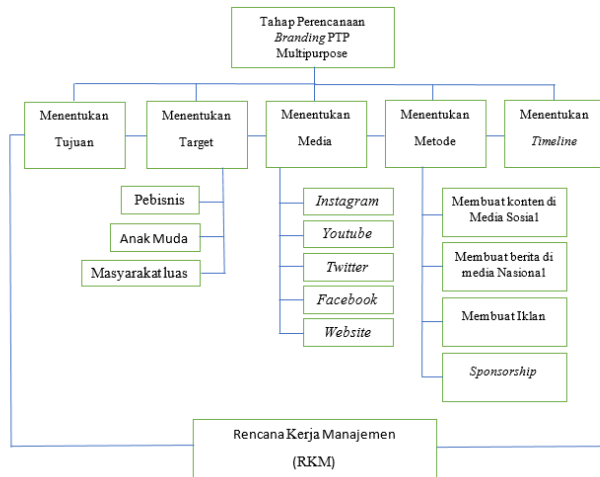 Tahap Perencanaan
Branding PTP
Multipurpose
Menentukan
Tujuan
Menentukan
Target
Menentukan
Media
Menentukan
Metode
Menentukan
Timeline
Pebisnis
Anak Muda
Masyarakat luas
Instagram
Youtube
Twitter
Facebook
Website
Membuat konten di
Media Sosial
Membuat berita di
media Nasional
Membuat Iklan
Sponsorship
Rencana Kerja Manajemen
(RKM)